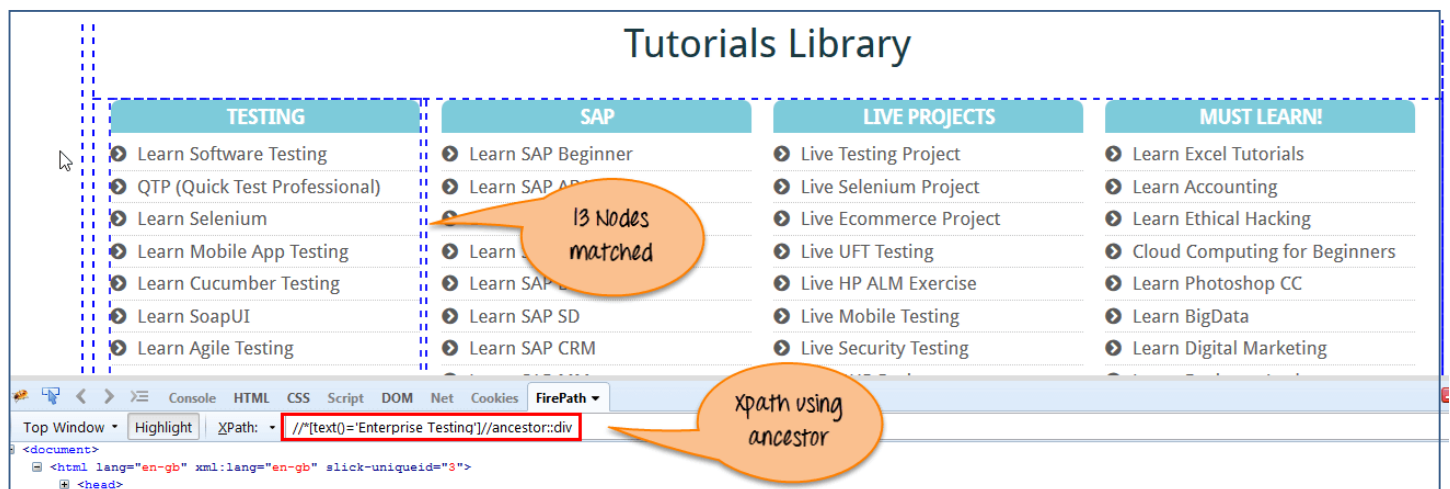 Tutorials Library
TESTING
Learn Software Testing
QTP (Quick Test Professional)
Learn Selenium
Learn Mobile App Testing
Learn Cucumber Testing
Learn SoapUI
Learn Agile Testing
SAP
Learn SAP Beginner
Learn SAP
Learn SAP
Learn SAP SD
Learn SAP CRM
LIVE PROJECTS
Live Testing Project
Live Selenium Project
Live Ecommerce Project
Live UFT Testing
Live HP ALM Exercise
Live Mobile Testing
Live Security Testing
MUST LEARN!
Learn Excel Tutorials
Learn Accounting
Learn Ethical Hacking
Cloud Computing for Beginners
Learn Photoshop CC
Learn BigData
Learn Digital Marketing
13 Nodes
matched
Console HTML CSS Script DOM Net Cookies FirePath
Top Window Highlight XPath: //*[text()='Enterprise Testing']//ancestor::div
Xpath using
ancestor
<document>
<html lang="en-gb" xml:lang="en-gb" slick-uniqueid="3">
<head>